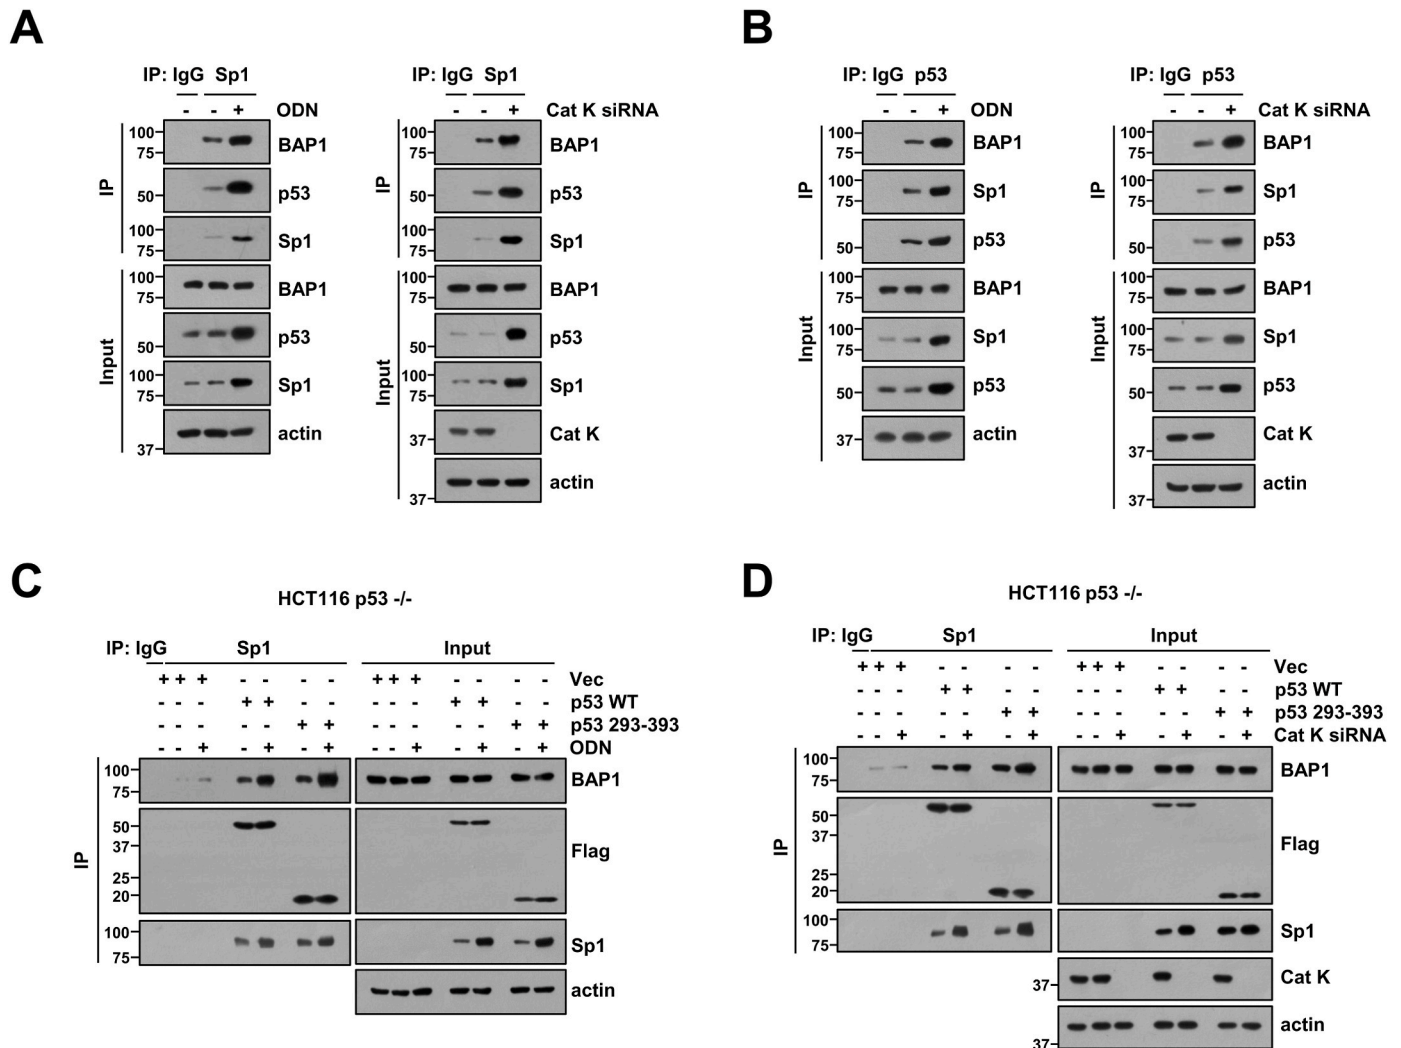 A
IP: IgG Sp1
- - + ODN
IP
100
75
BAP1
50
p53
100
75
Sp1
Input
100
75
BAP1
50
p53
100
75
Sp1
37
actin
IP: IgG Sp1
- - + Cat K siRNA
IP
100
75
BAP1
50
p53
100
75
Sp1
Input
100
75
BAP1
50
p53
100
75
Sp1
37
Cat K
37
actin
B
IP: IgG p53
- - + ODN
IP
100
75
BAP1
100
75
Sp1
50
p53
Input
100
75
BAP1
100
75
Sp1
50
p53
37
actin
IP: IgG p53
- - + Cat K siRNA
IP
100
75
BAP1
100
75
Sp1
50
p53
Input
100
75
BAP1
100
75
Sp1
50
p53
37
Cat K
37
actin
C
HCT116 p53 -/-
IP: IgG Sp1 Input
+ + + - - - - + + + - - - - Vec
- - - + + - - - - - + + - - p53 WT
- - - - - + + - - - - - + + p53 293-393
- - + - + - + - - + - + - + ODN
IP
100
75
BAP1
50
37
25
20
Flag
100
75
Sp1
actin
D
HCT116 p53 -/-
IP: IgG Sp1 Input
+ + + - - - - + + + - - - - Vec
- - - + + - - - - - + + - - p53 WT
- - - - - + + - - - - - + + p53 293-393
- - + - + - + - - + - + - + Cat K siRNA
IP
100
75
BAP1
50
37
25
20
Flag
100
75
Sp1
37
Cat K
37
actin